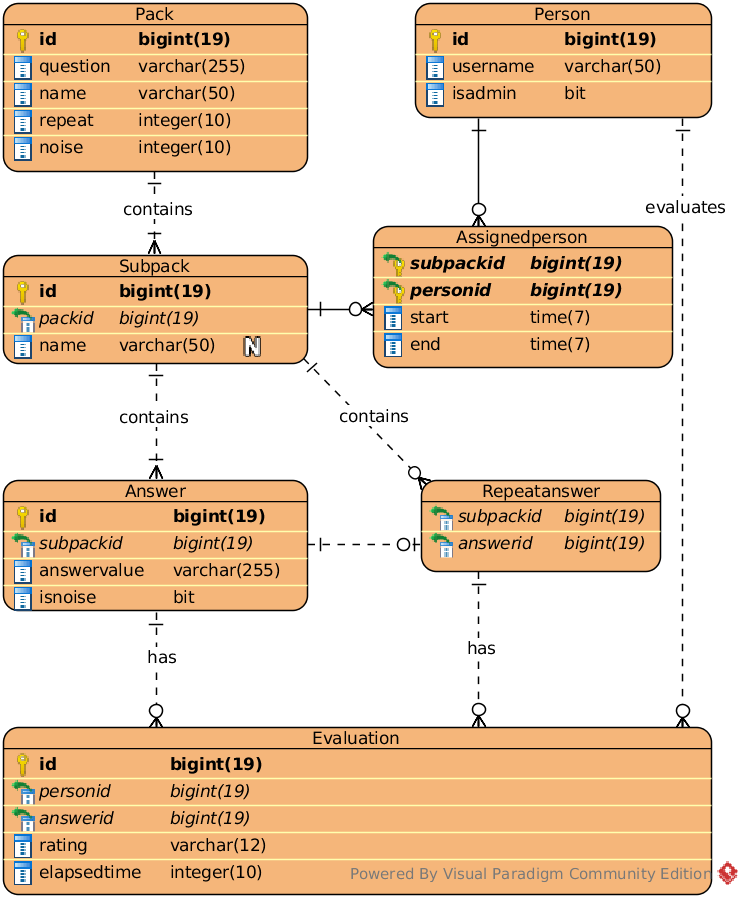 Pack
id bigint(19)
question varchar(255)
name varchar(50)
repeat integer(10)
noise integer(10)
Person
id bigint(19)
username varchar(50)
isadmin bit
contains
evaluates
Assignedperson
subpackid bigint(19)
personid bigint(19)
start time(7)
end time(7)
Subpack
id bigint(19)
packid bigint(19)
name varchar(50) N
contains
contains
Answer
id bigint(19)
subpackid bigint(19)
answervalue varchar(255)
isnoise bit
Repeatanswer
subpackid bigint(19)
answerid bigint(19)
has
has
Evaluation
id bigint(19)
personid bigint(19)
answerid bigint(19)
rating varchar(12)
elapsedtime integer(10)
Powered By Visual Paradigm Community Edition